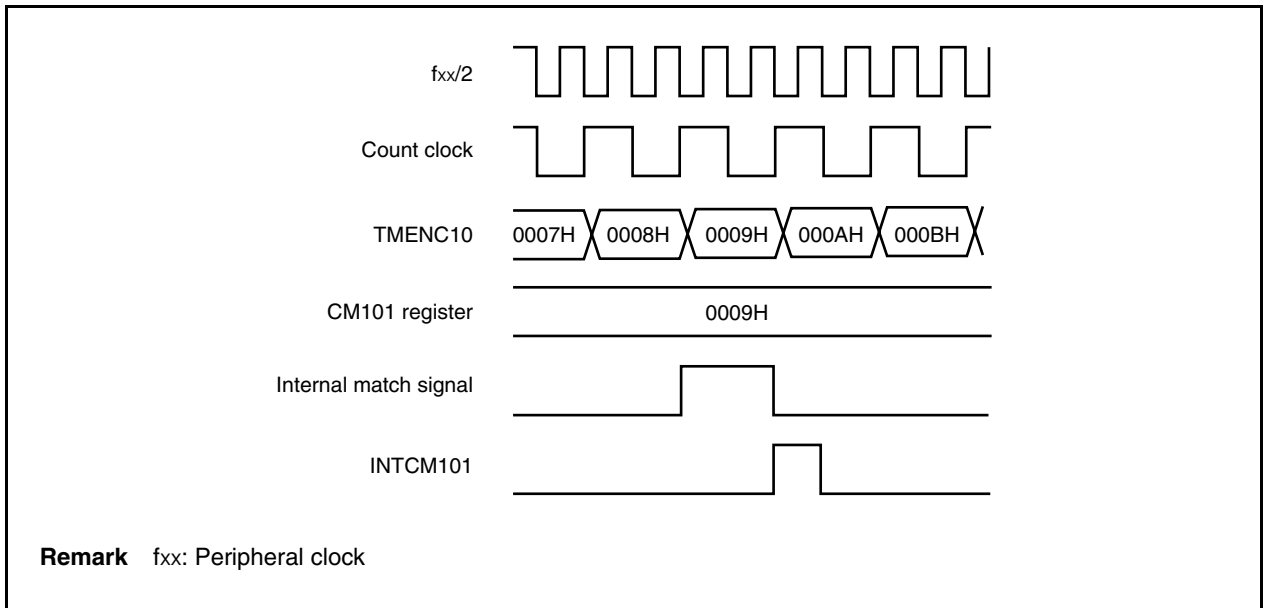 fxx/2
Count clock
TMENC10 0007H 0008H 0009H 000AH 000BH
CM101 register 0009H
Internal match signal
INTCM101
Remark fxx: Peripheral clock